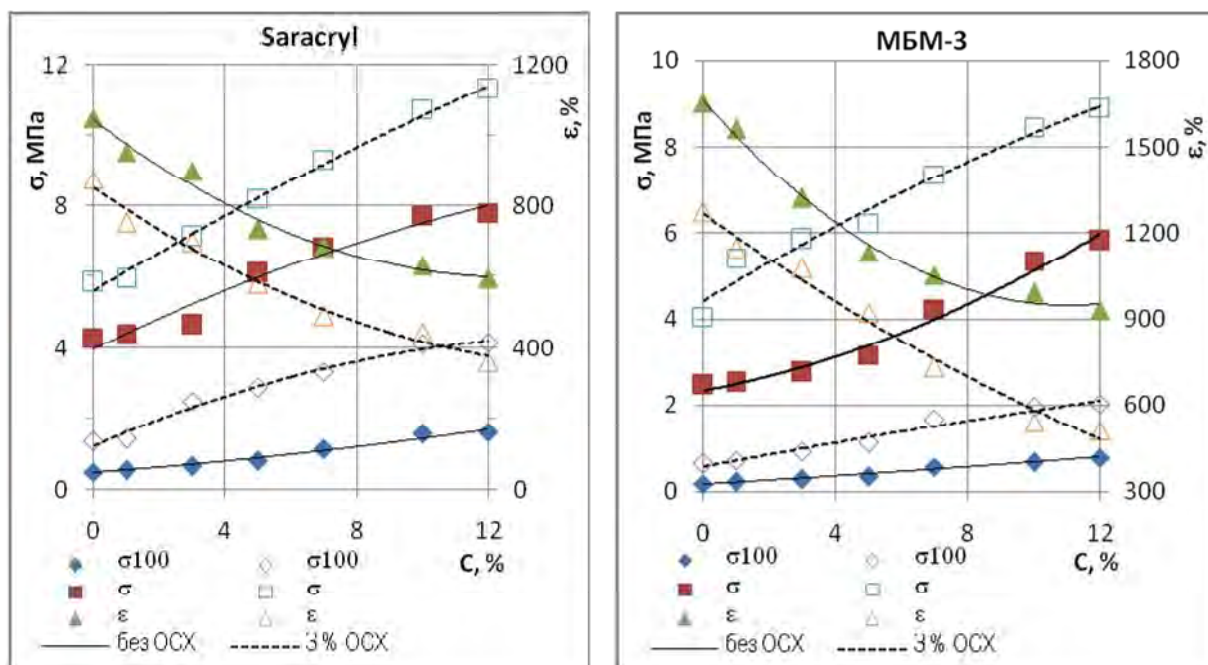 Saracryl
12
1200
σ, МПа
ε, %
8
800
4
400
0
0
0
4
8
12
C, %
σ100
σ100
σ
σ
ε
ε
без ОСХ
3 % ОСХ
МБМ-3
10
1800
σ, МПа
ε, %
8
1500
6
1200
4
900
2
600
0
300
0
4
8
12
C, %
σ100
σ100
σ
σ
ε
ε
без ОСХ
3 % ОСХ